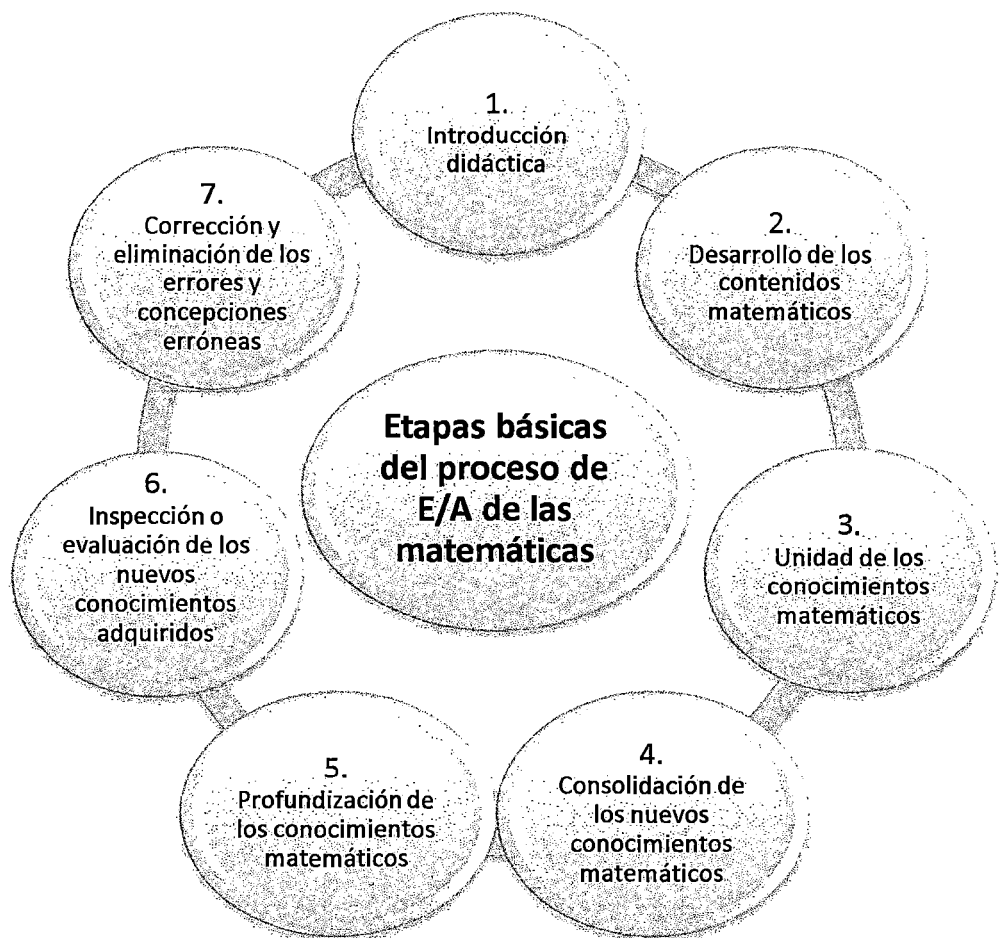 1.
Introducción
didáctica
2.
Desarrollo de los
contenidos
matemáticos
3.
Unidad de los
conocimientos
matemáticos
4.
Consolidación de
los nuevos
conocimientos
matemáticos
5.
Profundización de
los conocimientos
matemáticos
6.
Inspección o
evaluación de los
nuevos
conocimientos
adquiridos
7.
Corrección y
eliminación de los
errores y
concepciones
erróneas
Etapas básicas
del proceso de
E/A de las
matemáticas